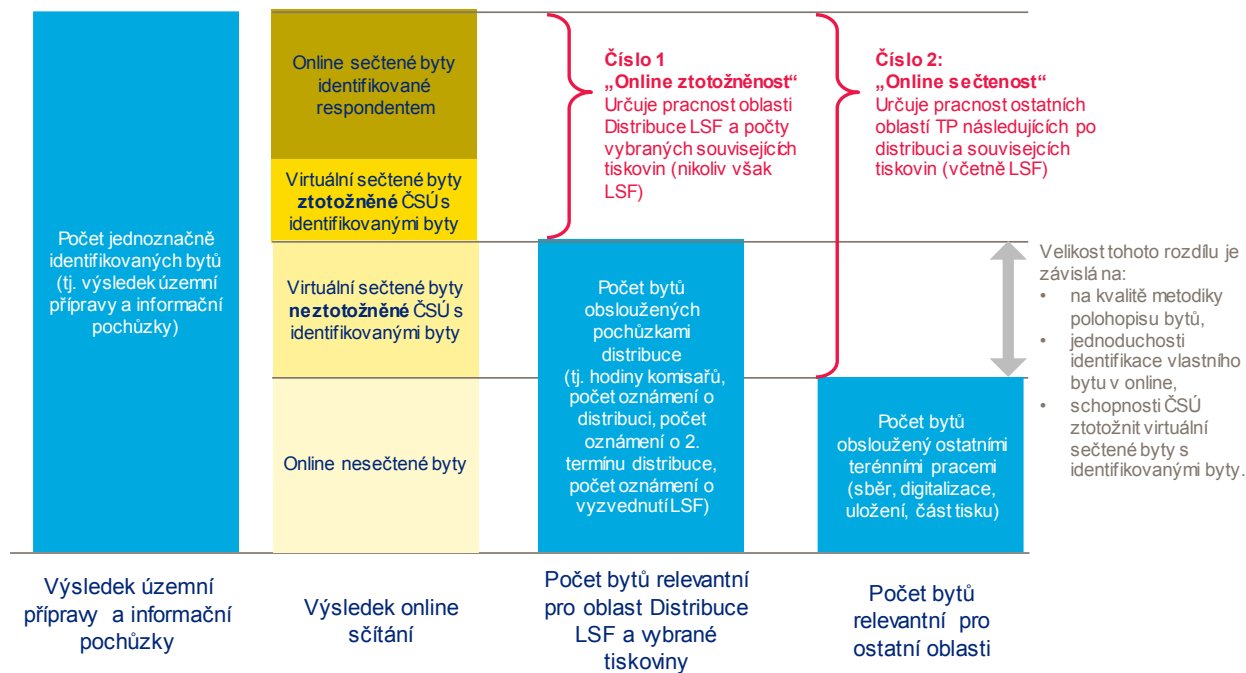 Počet jednoznačně
identifikovaných bytů
(tj. výsledek územní
přípravy a informační
pochůzky)
Výsledek územní
přípravy a informační
pochůzky
Online sečtené byty
identifikované
respondentem
Virtuální sečtené byty
ztotožněné ČSÚ s
identifikovanými byty
Virtuální sečtené byty
neztotožněné ČSÚ s
identifikovanými byty
Online nesečtené byty
Výsledek online
sčítání
Číslo 1
„Online ztotožněnost“
Určuje pracnost oblasti
Distribuce LSF a počty
vybraných souvisejících
tiskovin (nikoliv však
LSF)
Počet bytů
obsloužených
pochůzkami
distribuce
(tj. hodiny komisařů,
počet oznámení o
distribuci, počet
oznámení o 2.
termínu distribuce,
počet oznámení o
vyzvednutí LSF)
Počet bytů relevantní
pro oblast Distribuce
LSF a vybrané
tiskoviny
Číslo 2:
„Online sečtenost“
Určuje pracnost ostatních
oblastí TP následujících po
distribuci a souvisejcích
tiskovin (včetně LSF)
Počet bytů
obsloužený ostatními
terénními pracemi
(sběr, digitalizace,
uložení, část tisku)
Počet bytů
relevantní pro
ostatní oblasti
Velikost tohoto rozdílu je
závislá na:
• na kvalitě metodiky
polohopisu bytů,
• jednoduchosti
identifikace vlastního
bytu v online,
• schopnosti ČSÚ
ztotožnit virtuální
sečtené byty s
identifikovanými byty.